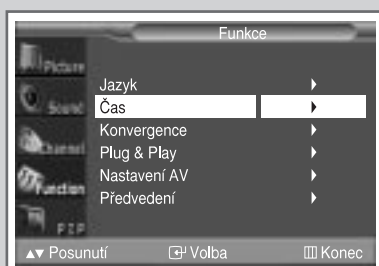 Funkce
Picture
Sound
Channel
Function
PIP
Jazyk
Čas
Konvergence
Plug & Play
Nastavení AV
Předvedení
Posunutí Volba Konec